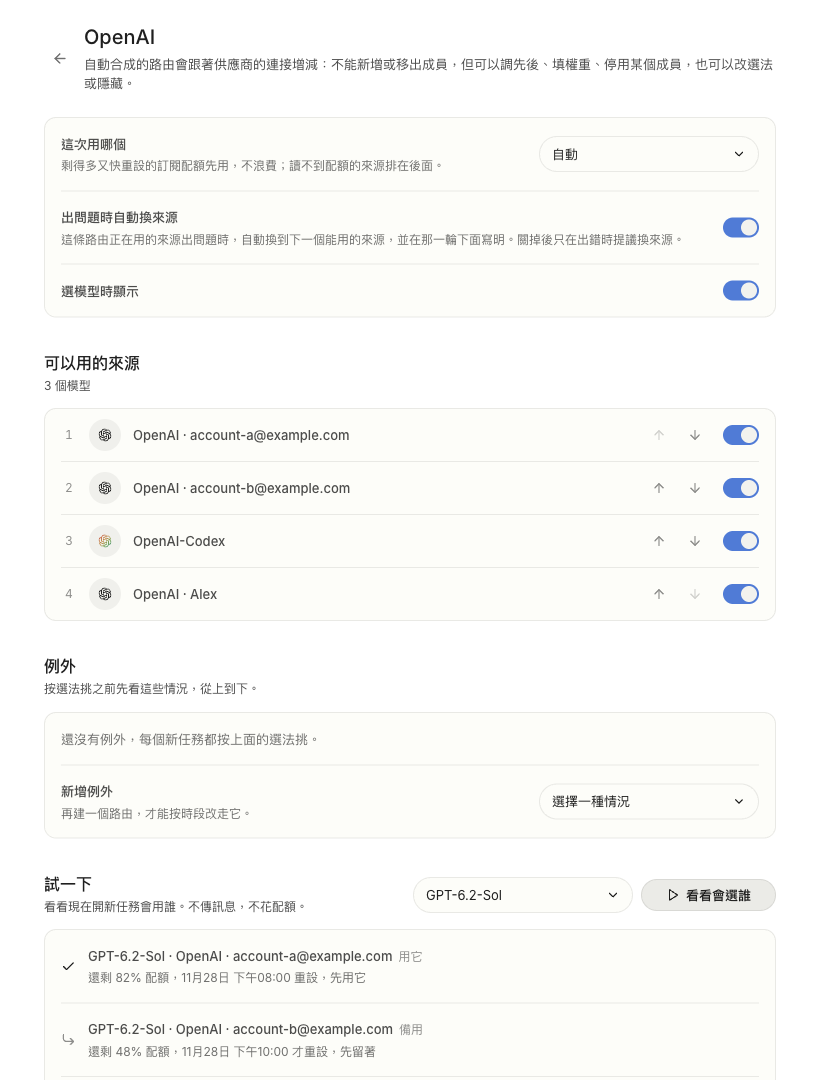 OpenAI
自動合成的路由會跟著供應商的連接增減：不能新增或移出成員，但可以調先後、填權重、停用某個成員，也可以改選法
或隱藏。
這次用哪個
剩得多又快重設的訂閱配額先用，不浪費；讀不到配額的來源排在後面。
自動
出問題時自動換來源
這條路由正在用的來源出問題時，自動換到下一個能用的來源，並在那一輪下面寫明。關掉後只在出錯時提議換來源。
選模型時顯示
可以用的來源
3 個模型
1 OpenAI · account-a@example.com
2 OpenAI · account-b@example.com
3 OpenAI-Codex
4 OpenAI · Alex
例外
按選法挑之前先看這些情況，從上到下。
還沒有例外，每個新任務都按上面的選法挑。
新增例外
再建一個路由，才能按時段改走它。
選擇一種情況
試一下
看看現在開新任務會用誰。不傳訊息，不花配額。
GPT-6.2-Sol
看看會選誰
GPT-6.2-Sol · OpenAI · account-a@example.com 用它
還剩 82% 配額，11月28日 下午08:00 重設，先用它
GPT-6.2-Sol · OpenAI · account-b@example.com 備用
還剩 48% 配額，11月28日 下午10:00 才重設，先留著